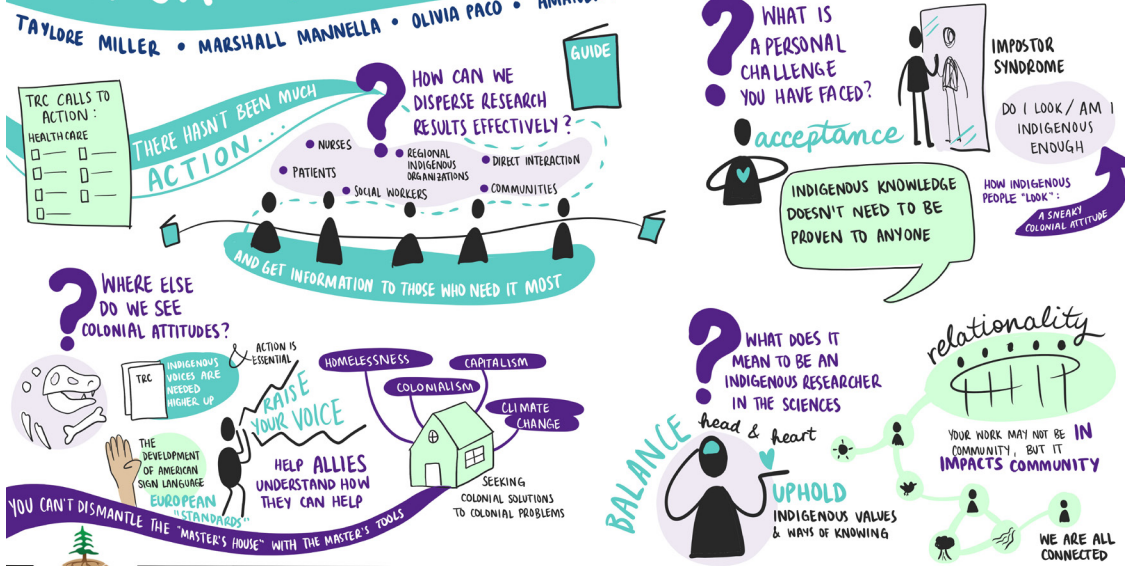 TAYLORE MILLER • MARSHALL MANNELLA • OLIVIA PACO •
GUIDE
TRC CALLS TO
ACTION:
HEALTHCARE
THERE HASN'T BEEN MUCH
ACTION...
HOW CAN WE
DISPERSE RESEARCH
RESULTS EFFECTIVELY?
• NURSES
• PATIENTS
• SOCIAL WORKERS
• REGIONAL
INDIGENOUS
ORGANIZATIONS
• DIRECT INTERACTION
• COMMUNITIES
AND GET INFORMATION TO THOSE WHO NEED IT MOST
WHERE ELSE
DO WE SEE
COLONIAL ATTITUDES?
TRC
INDIGENOUS
VOICES ARE
NEEDED
HIGHER UP
& ACTION IS
ESSENTIAL
RAISE
YOUR VOICE
THE
DEVELOPMENT
OF AMERICAN
SIGN LANGUAGE
EUROPEAN
"STANDARDS"
HELP ALLIES
UNDERSTAND HOW
THEY CAN HELP
HOMELESSNESS
CAPITALISM
COLONIALISM
CLIMATE
CHANGE
SEEKING
COLONIAL SOLUTIONS
TO COLONIAL PROBLEMS
YOU CAN'T DISMANTLE THE "MASTER'S HOUSE" WITH THE MASTER'S TOOLS
WHAT IS
A PERSONAL
CHALLENGE
YOU HAVE FACED?
acceptance
IMPOSTOR
SYNDROME
DO I LOOK/AM I
INDIGENOUS
ENOUGH
INDIGENOUS KNOWLEDGE
DOESN'T NEED TO BE
PROVEN TO ANYONE
HOW INDIGENOUS
PEOPLE "LOOK":
A SNEAKY
COLONIAL ATTITUDE
WHAT DOES IT
MEAN TO BE AN
INDIGENOUS RESEARCHER
IN THE SCIENCES
BALANCE
head & heart
UPHOLD
INDIGENOUS VALUES
& WAYS OF KNOWING
relationality
YOUR WORK MAY NOT BE IN
COMMUNITY, BUT IT
IMPACTS COMMUNITY
WE ARE ALL
CONNECTED